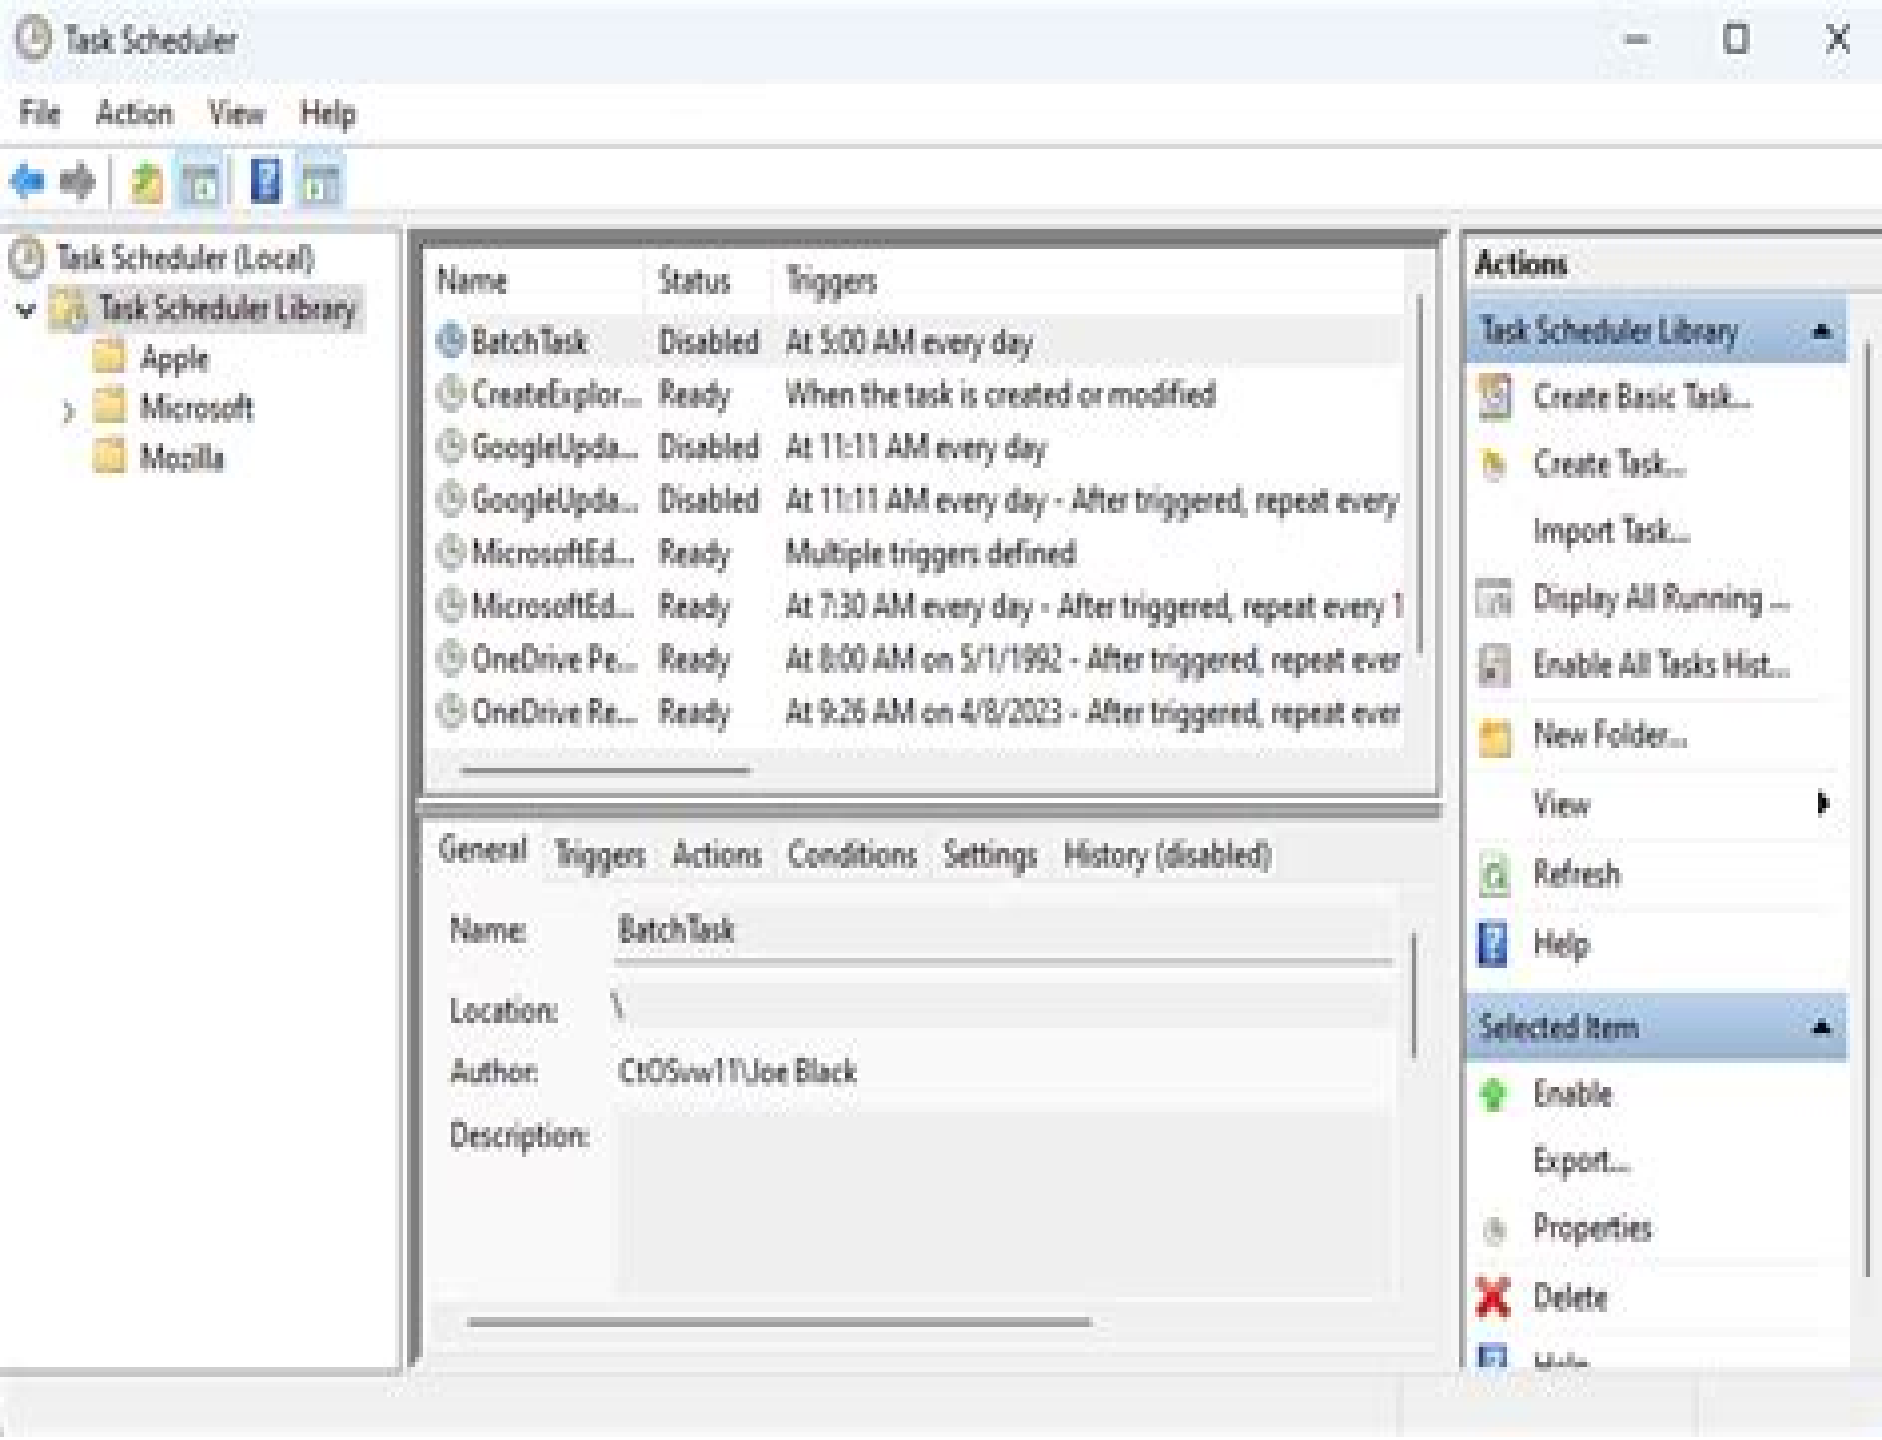 Task Scheduler
File Action View Help
Task Scheduler (Local)
Task Scheduler Library
Apple
Microsoft
Mozilla
Name Status Triggers
BatchTask Disabled At 5:00 AM every day
CreateExplor... Ready When the task is created or modified
GoogleUpda... Disabled At 11:11 AM every day
GoogleUpda... Disabled At 11:11 AM every day - After triggered, repeat every
MicrosoftEd... Ready Multiple triggers defined
MicrosoftEd... Ready At 7:30 AM every day - After triggered, repeat every 1
OneDrive Pe... Ready At 8:00 AM on 5/1/1992 - After triggered, repeat ever
OneDrive Re... Ready At 9:26 AM on 4/8/2023 - After triggered, repeat ever
General Triggers Actions Conditions Settings History (disabled)
Name: BatchTask
Location: \
Author: CtOSvw11\Joe Black
Description:
Actions
Task Scheduler Library
Create Basic Task...
Create Task...
Import Task...
Display All Running ...
Enable All Tasks Hist...
New Folder...
View
Refresh
Help
Selected Item
Enable
Export...
Properties
Delete
Help